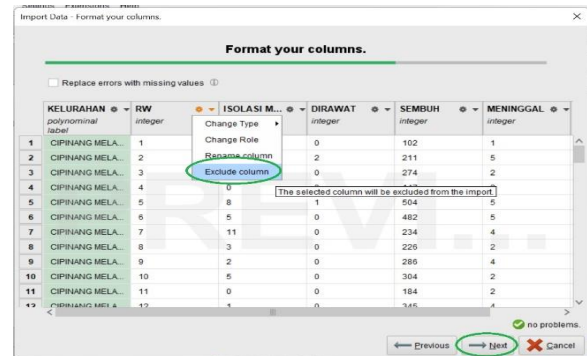 Settings Extensions Help
Import Data - Format your columns.
Format your columns.
Replace errors with missing values
KELURAHAN RW ISOLASI M... DIRAWAT SEMBUH MENINGGAL
polynominal integer integer integer integer
label
Change Type
Change Role
Rename column
Exclude column
The selected column will be excluded from the import.
1 CIPINANG MELA... 1 0 102 1
2 CIPINANG MELA... 2 2 211 5
3 CIPINANG MELA... 3 0 274 2
4 CIPINANG MELA... 4 0
5 CIPINANG MELA... 5 8 1 504 5
6 CIPINANG MELA... 6 5 0 482 5
7 CIPINANG MELA... 7 11 0 234 4
8 CIPINANG MELA... 8 3 0 226 2
9 CIPINANG MELA... 9 2 0 286 4
10 CIPINANG MELA... 10 5 0 304 2
11 CIPINANG MELA... 11 0 0 184 2
12 CIPINANG MELA... 12 1 0 345 4
REVI...
no problems.
Previous Next Cancel